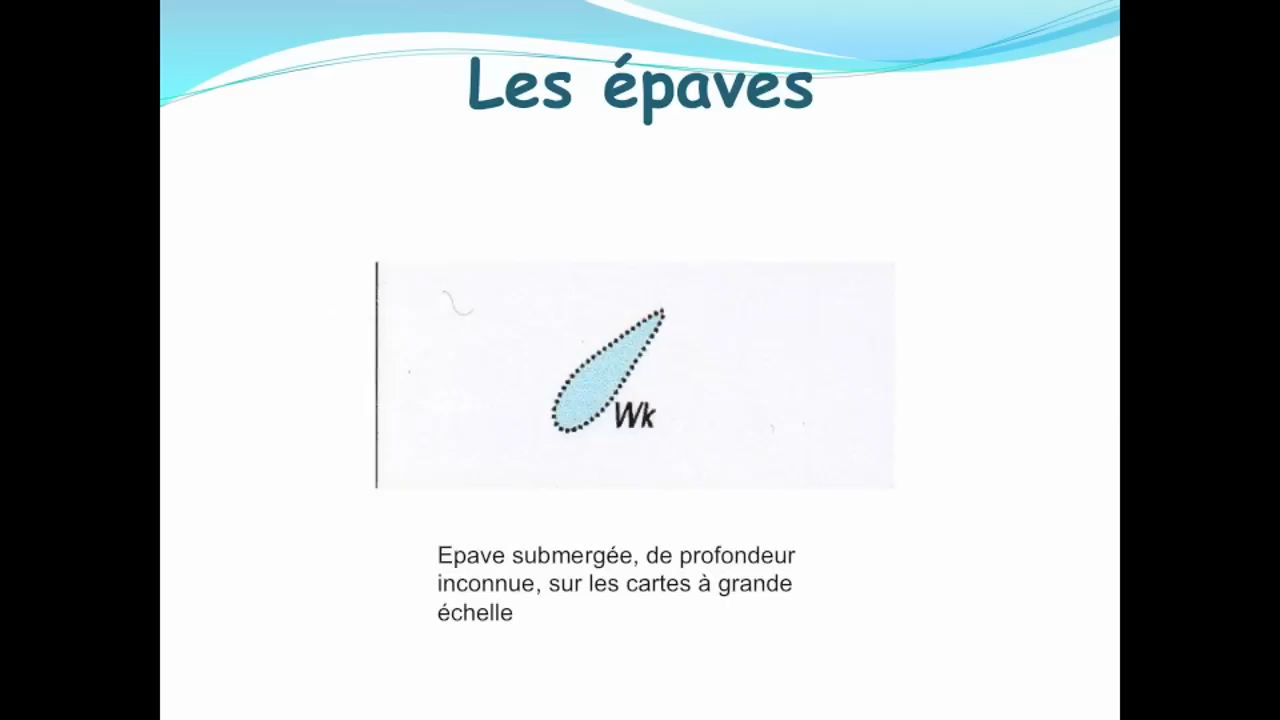 Les épaves
Wk
Epave submergée, de profondeur
inconnue, sur les cartes à grande
échelle